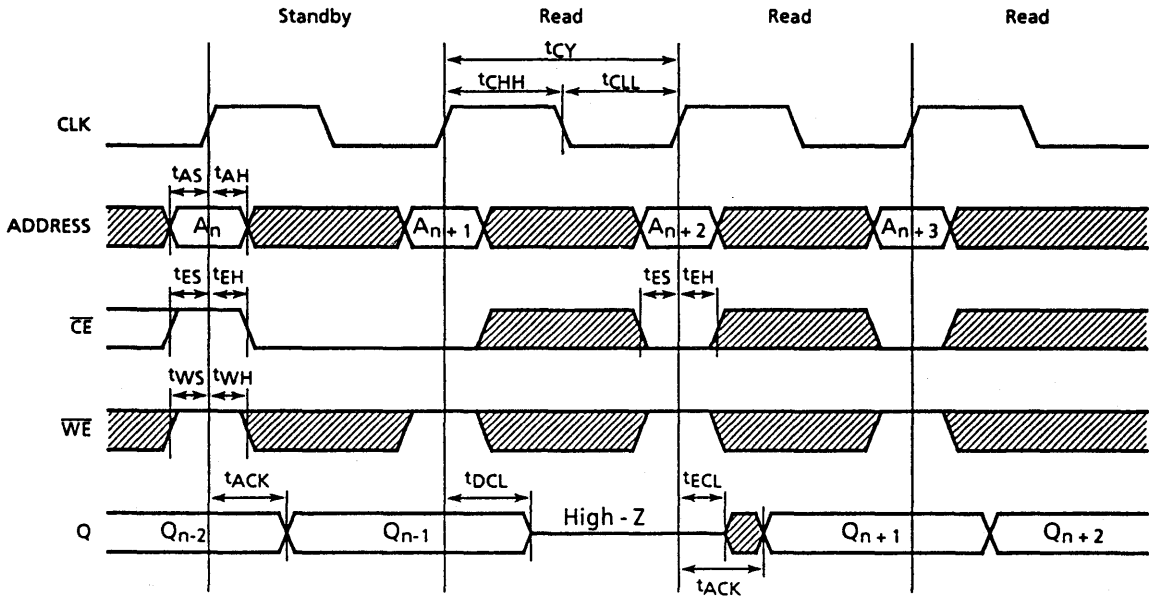 Standby Read Read Read
tCY
tCHH tCLL
CLK
tAS tAH
ADDRESS An An + 1 An + 2 An + 3
tES tEH tES tEH
CE
tWS tWH
WE
tACK tDCL tECL
Q Qn-2 Qn-1 High - Z Qn + 1 Qn + 2
tACK